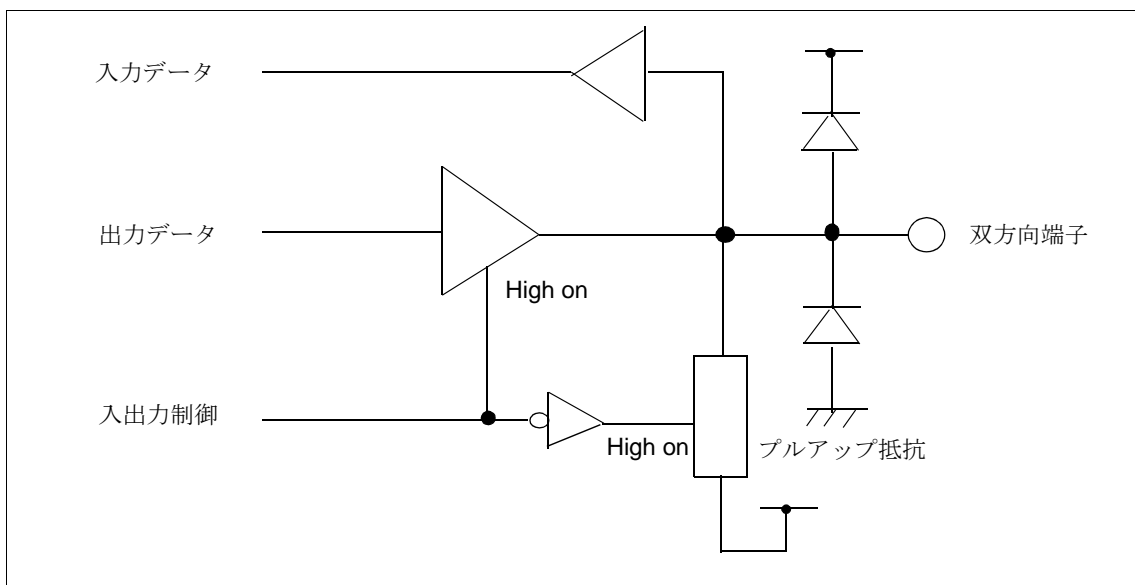 入力データ
出力データ
双方向端子
High on
入出力制御
High on
プルアップ抵抗